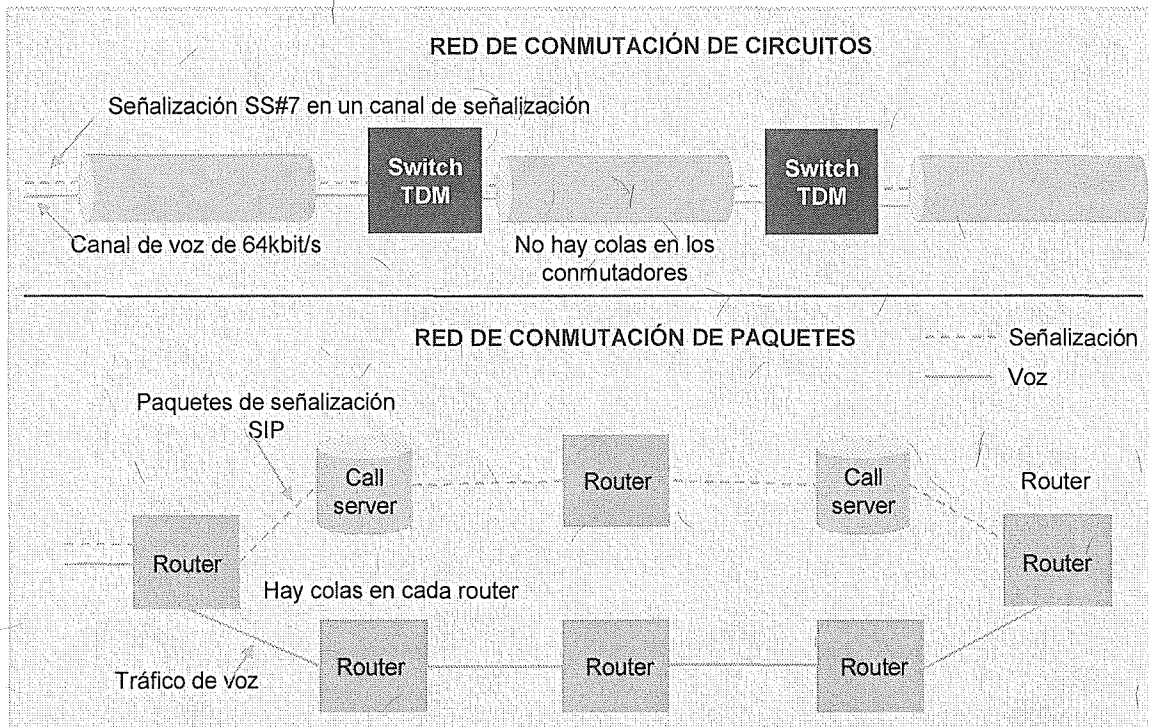 RED DE CONMUTACIÓN DE CIRCUITOS
Señalización SS#7 en un canal de señalización
Switch
TDM
Switch
TDM
Canal de voz de 64kbit/s
No hay colas en los
conmutadores
RED DE CONMUTACIÓN DE PAQUETES
Señalización
Voz
Paquetes de señalización
SIP
Call
server
Router
Call
server
Router
Router
Router
Hay colas en cada router
Router
Router
Router
Tráfico de voz